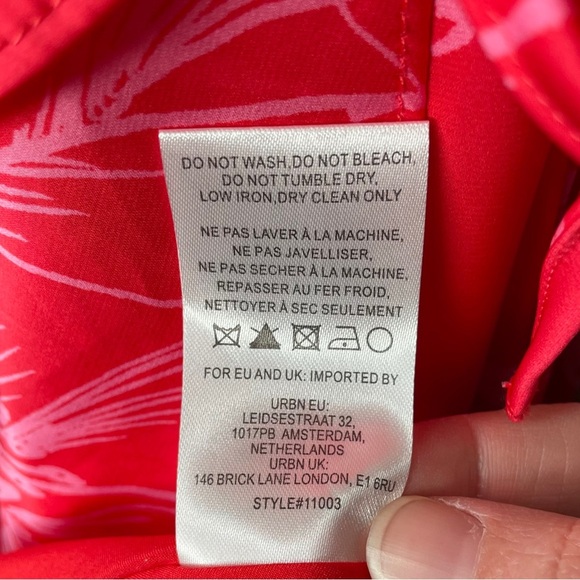 DO NOT WASH,DO NOT BLEACH,
DO NOT TUMBLE DRY,
LOW IRON,DRY CLEAN ONLY
NE PAS LAVER À LA MACHINE,
NE PAS JAVELLISER,
NE PAS SECHER À LA MACHINE,
REPASSER AU FER FROID,
NETTOYER À SEC SEULEMENT
FOR EU AND UK: IMPORTED BY
URBN EU:
LEIDSESTRAAT 32,
1017PB AMSTERDAM,
NETHERLANDS
URBN UK:
146 BRICK LANE LONDON, E1 6RU
STYLE#11003